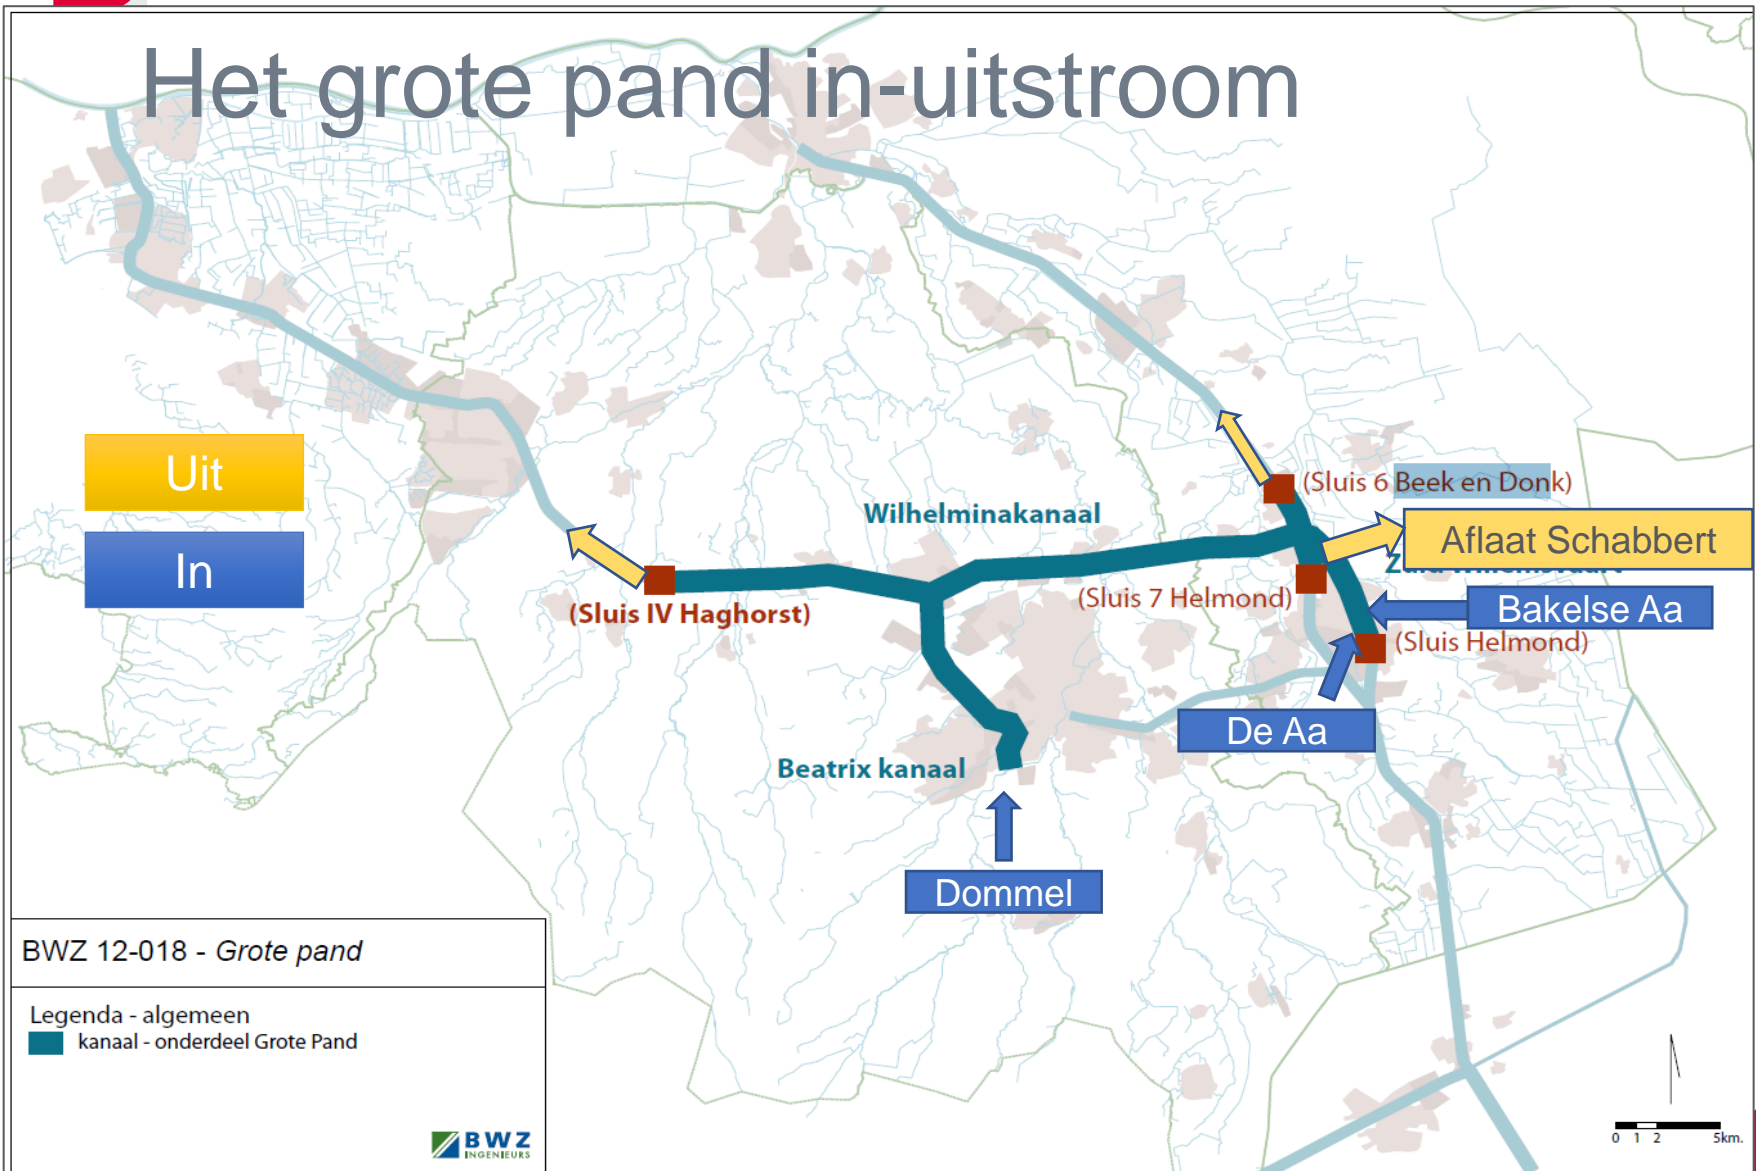 Het grote pand in-uitstroom
Uit
In
(Sluis 6 Beek en Donk)
Wilhelminakanaal
Aflaat Schabbert
(Sluis 7 Helmond)
Bakelse Aa
(Sluis IV Haghorst)
(Sluis Helmond)
De Aa
Beatrix kanaal
Dommel
BWZ 12-018 - Grote pand
Legenda - algemeen
kanaal - onderdeel Grote Pand
BWZ
INGENIEURS
0 1 2 5km.